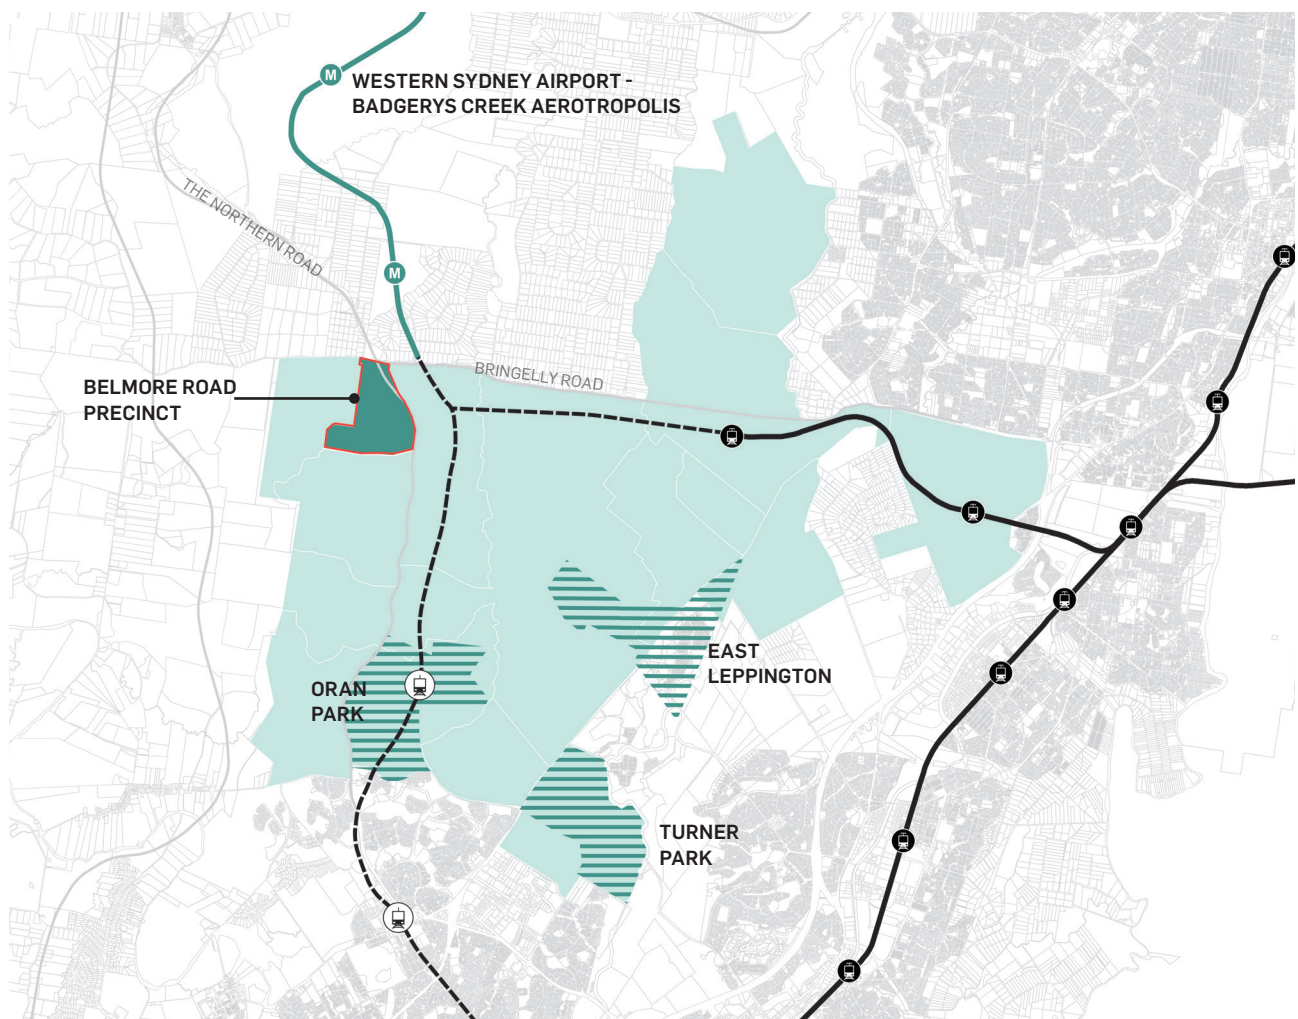 M
WESTERN SYDNEY AIRPORT -
BADGERYS CREEK AEROTROPOLIS
THE NORTHERN ROAD
M
BRINGELLY ROAD
BELMORE ROAD
PRECINCT
EAST
LEPPINGTON
ORAN
PARK
TURNER
PARK